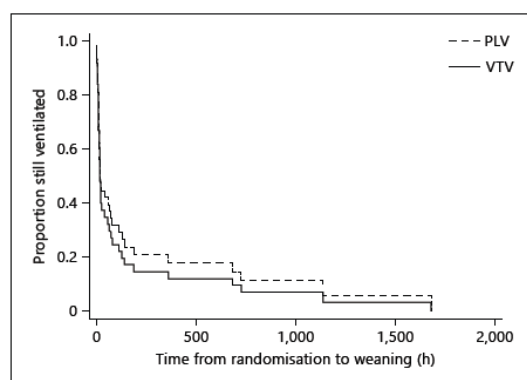 1.0
PLV
VTV
0.8
0.6
0.4
0.2
0
0
500
1,000
1,500
2,000
Proportion still ventilated
Time from randomisation to weaning (h)